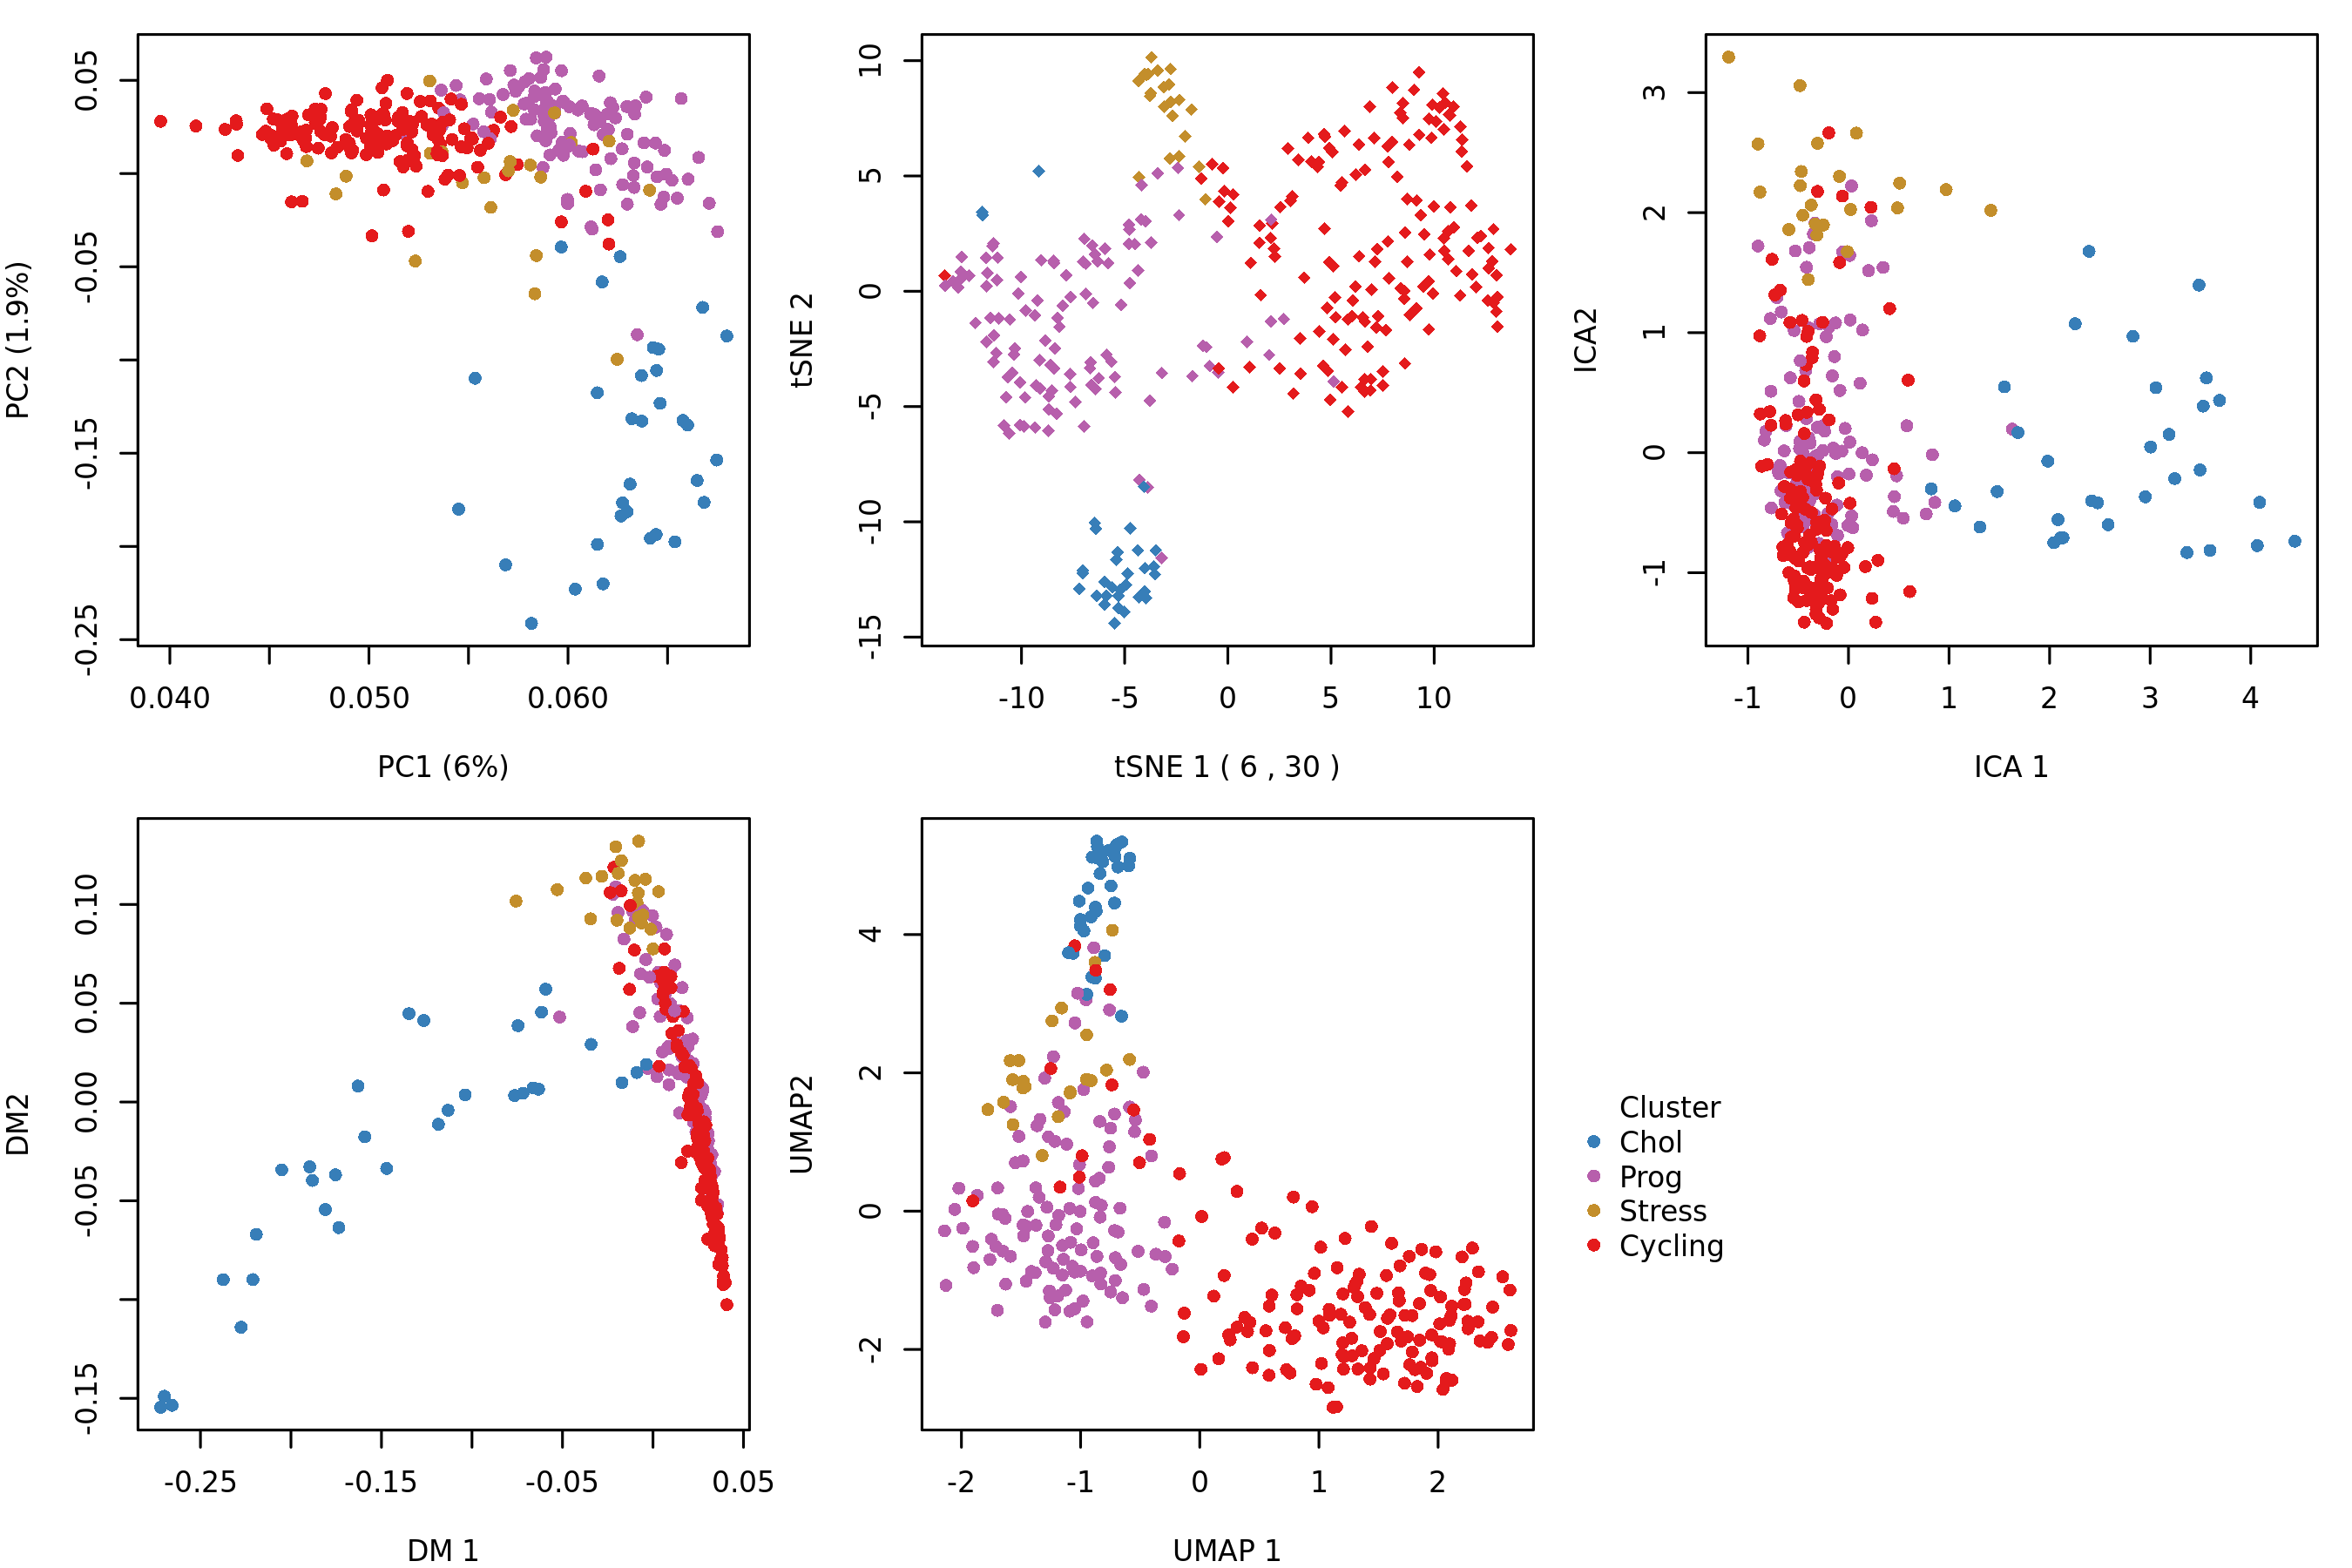 0.05
-0.05
-0.15
-0.25
PC2 (1.9%)
0.040 0.050 0.060
PC1 (6%)
10
5
0
-5
-10
-15
tSNE 2
-10 -5 0 5 10
tSNE 1 ( 6 , 30 )
3
2
1
0
-1
ICA2
-1 0 1 2 3 4
ICA 1
0.10
0.05
0.00
-0.05
-0.15
DM2
-0.25 -0.15 -0.05 0.05
DM 1
4
2
0
-2
UMAP2
-2 -1 0 1 2
UMAP 1
Cluster
Chol
Prog
Stress
Cycling